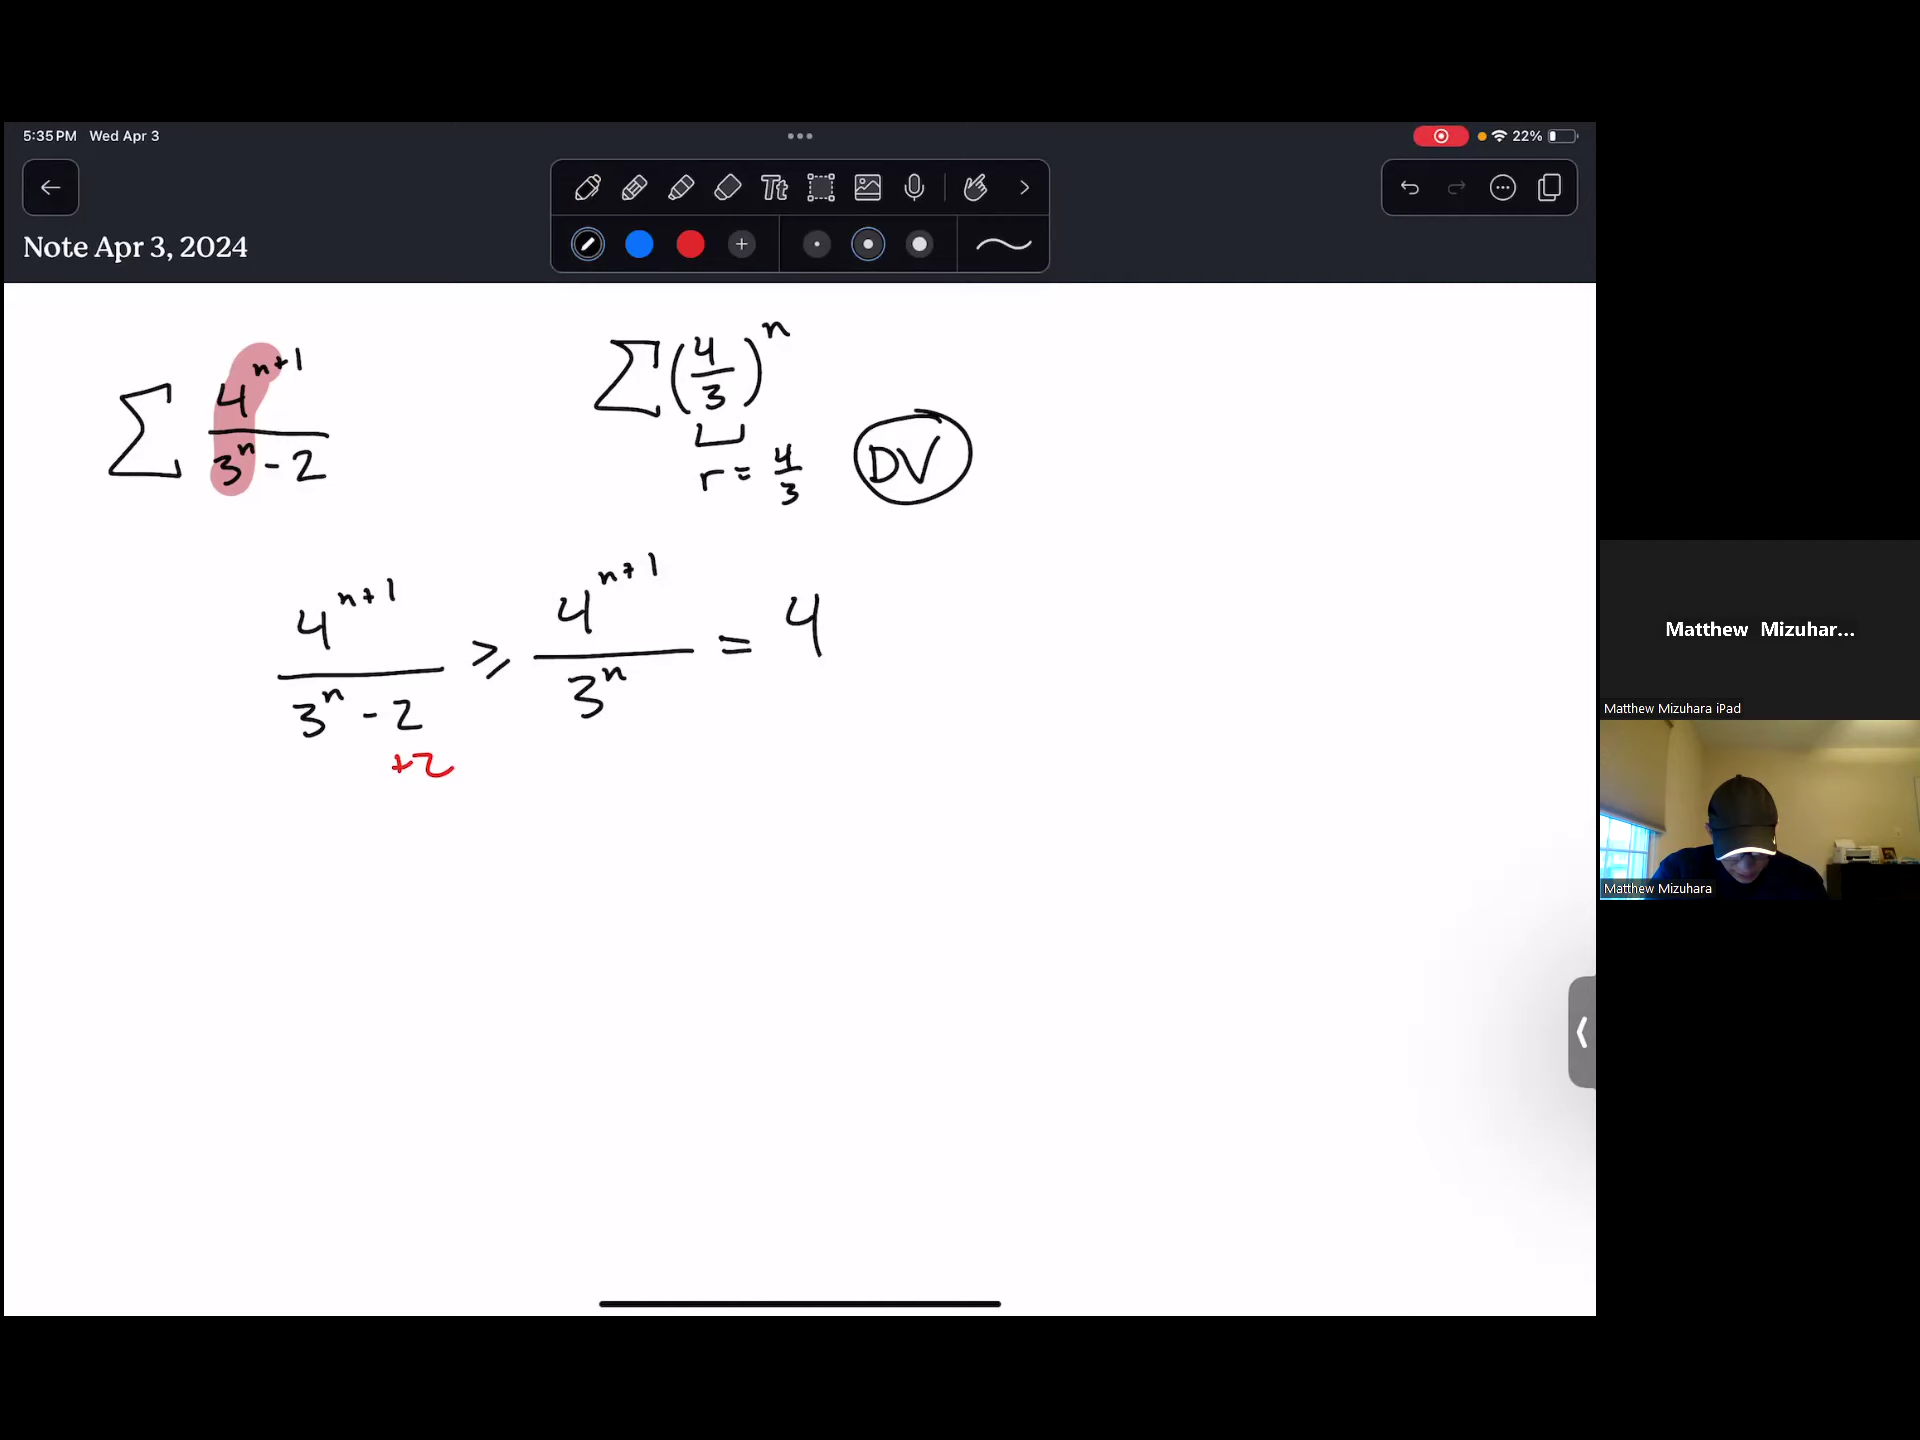 5:35 PM Wed Apr 3
22%
Tt
Note Apr 3, 2024
∑ 4^{n+1} / (3^n - 2)
∑ (4/3)^n
r = 4/3
DV
4^{n+1} / (3^n - 2) ⩾ 4^{n+1} / 3^n = 4
+2
Matthew Mizuhar...
Matthew Mizuhara iPad
Matthew Mizuhara